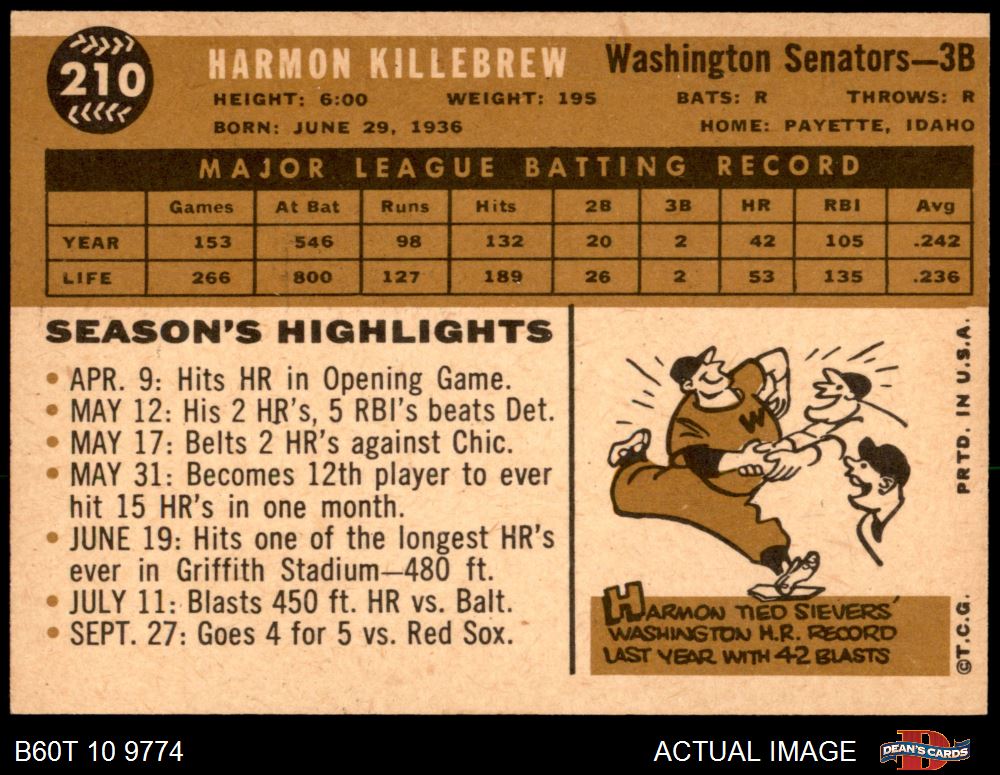 210
HARMON KILLEBREW Washington Senators—3B
HEIGHT: 6:00 WEIGHT: 195 BATS: R THROWS: R
BORN: JUNE 29, 1936 HOME: PAYETTE, IDAHO
MAJOR LEAGUE BATTING RECORD
Games At Bat Runs Hits 2B 3B HR RBI Avg
YEAR 153 546 98 132 20 2 42 105 .242
LIFE 266 800 127 189 26 2 53 135 .236
SEASON'S HIGHLIGHTS
• APR. 9: Hits HR in Opening Game.
• MAY 12: His 2 HR's, 5 RBI's beats Det.
• MAY 17: Belts 2 HR's against Chic.
• MAY 31: Becomes 12th player to ever
hit 15 HR's in one month.
• JUNE 19: Hits one of the longest HR's
ever in Griffith Stadium—480 ft.
• JULY 11: Blasts 450 ft. HR vs. Balt.
• SEPT. 27: Goes 4 for 5 vs. Red Sox.
W
HARMON TIED SIEVERS'
WASHINGTON H.R. RECORD
LAST YEAR WITH 42 BLASTS
©T.C.G. PRTD. IN U.S.A.
B60T 10 9774 ACTUAL IMAGE
D
DEAN'S CARDS